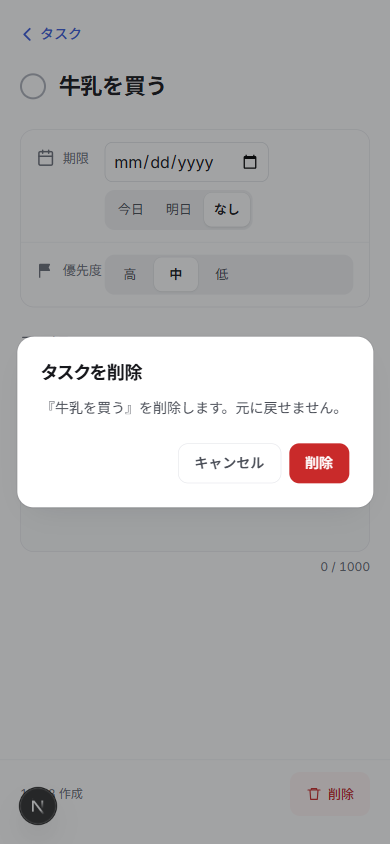 タスク
牛乳を買う
期限
mm/dd/yyyy
今日 明日 なし
優先度
高 中 低
タスクを削除
『牛乳を買う』を削除します。元に戻せません。
キャンセル 削除
0 / 1000
作成
N
削除